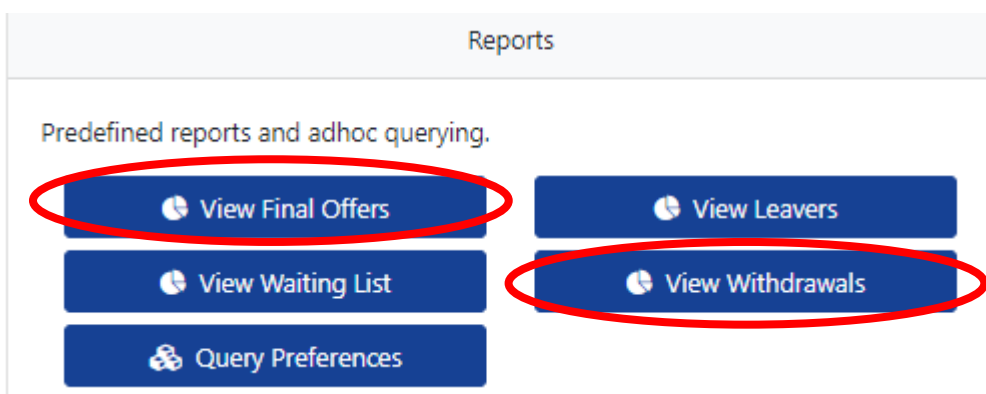 Reports
Predefined reports and adhoc querying.
View Final Offers
View Leavers
View Waiting List
View Withdrawals
Query Preferences